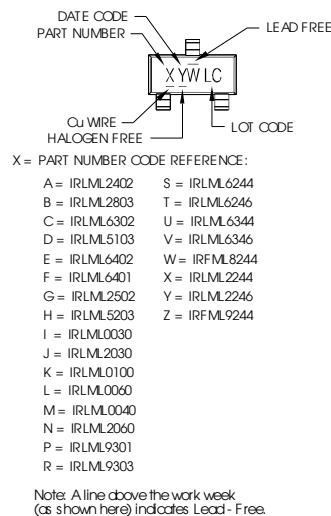 DATE CODE
PART NUMBER
LEAD FREE
X YW LC
Cu WIRE
HALOGEN FREE
LOT CODE
X = PART NUMBER CODE REFERENCE:
A = IRLML2402 S = IRLML6244
B = IRLML2803 T = IRLML6246
C = IRLML6302 U = IRLML6344
D = IRLML5103 V = IRLML6346
E = IRLML6402 W = IRFML8244
F = IRLML6401 X = IRLML2244
G = IRLML2502 Y = IRLML2246
H = IRLML5203 Z = IRFML9244
I = IRLML0030
J = IRLML2030
K = IRLML0100
L = IRLML0060
M = IRLML0040
N = IRLML2060
P = IRLML9301
R = IRLML9303
Note: A line above the work week
(as shown here) indicates Lead - Free.